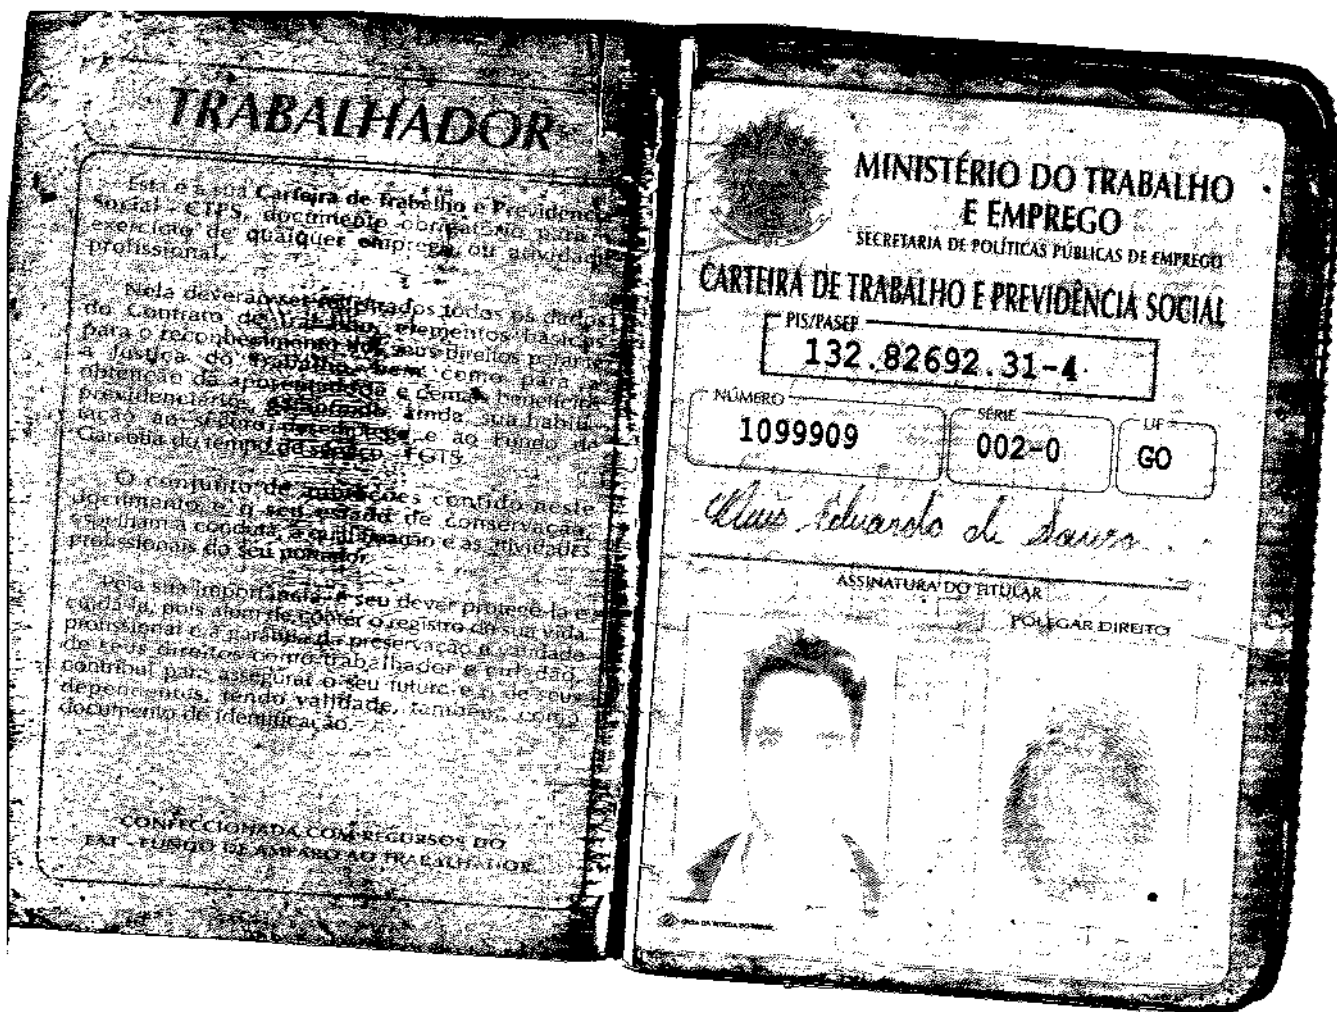 TRABALHADOR
Esta é a sua Carteira de Trabalho e Previdência
Social - CTPS, documento obrigatório para o
exercício de qualquer emprego ou atividade
profissional.
Nela deverão ser registrados todos os dados
do Contrato de Trabalho, elementos básicos
para o reconhecimento dos seus direitos perante
a Justiça do Trabalho, bem como para a
obtenção da aposentadoria e demais benefícios
previdenciários, ainda, sua habili-
tação ao seguro-desemprego e ao Fundo de
Garantia do Tempo de Serviço - FGTS.
O conjunto de anotações contido neste
documento e o seu estado de conservação,
espelham a conduta, a qualificação e as atividades
profissionais do seu portador.
Pela sua importância, é seu dever protegê-la e
cuidá-la, pois além de conter o registro de sua vida
profissional e a garantia da preservação e validade
de seus direitos como trabalhador e cidadão,
contribui para assegurar o seu futuro e o de seus
dependentes, tendo validade, também, como
documento de identificação.
CONFECCIONADA COM RECURSOS DO
FAT - FUNDO DE AMPARO AO TRABALHADOR
MINISTÉRIO DO TRABALHO
E EMPREGO
SECRETARIA DE POLÍTICAS PÚBLICAS DE EMPREGO
CARTEIRA DE TRABALHO E PREVIDÊNCIA SOCIAL
PIS/PASEP
132.82692.31-4
NÚMERO SÉRIE UF
1099909 002-0 GO
Eduardo de
ASSINATURA DO TITULAR
POLEGAR DIREITO
CASA DA MOEDA DO BRASIL